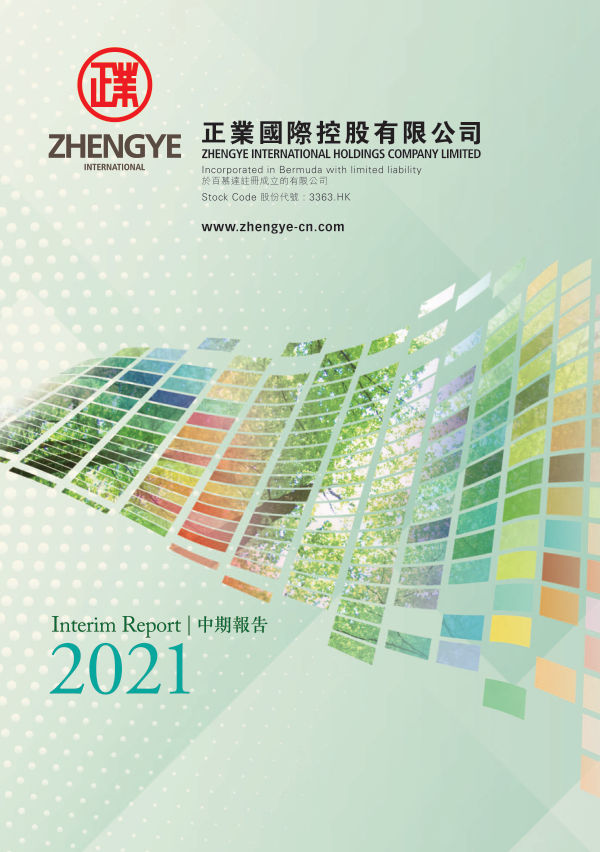 正業
ZHENGYE
INTERNATIONAL
正業國際控股有限公司
ZHENGYE INTERNATIONAL HOLDINGS COMPANY LIMITED
Incorporated in Bermuda with limited liability
於百慕達註冊成立的有限公司
Stock Code 股份代號 : 3363.HK
www.zhengye-cn.com
Interim Report | 中期報告
2021